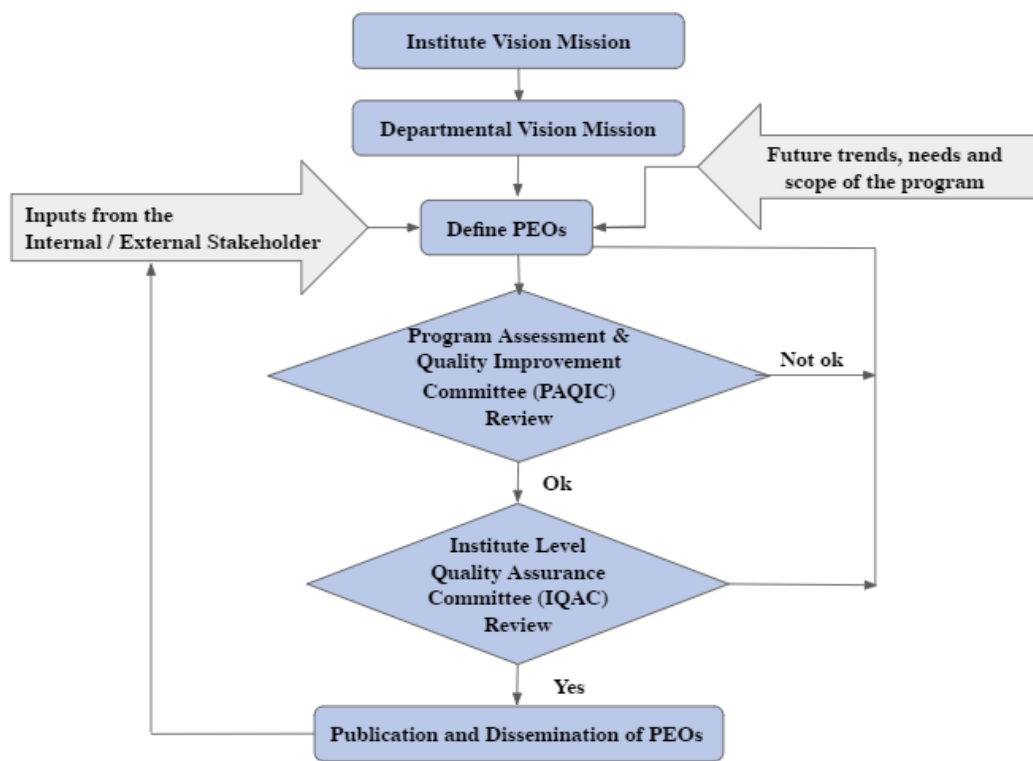 Institute Vision Mission
Departmental Vision Mission
Future trends, needs and
scope of the program
Inputs from the
Internal / External Stakeholder
Define PEOs
Program Assessment &
Quality Improvement
Committee (PAQIC)
Review
Not ok
Ok
Institute Level
Quality Assurance
Committee (IQAC)
Review
Yes
Publication and Dissemination of PEOs